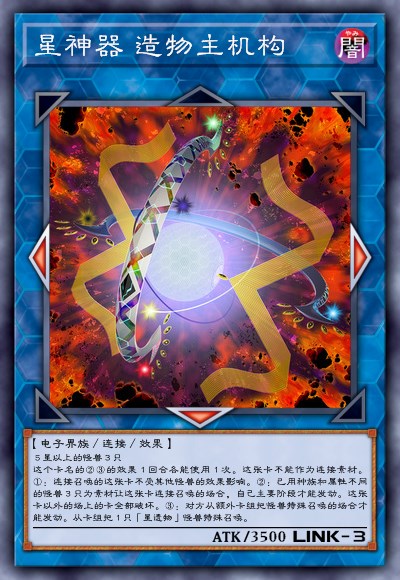 星神器 造物主机构
やみ
闇
【电子界族/连接/效果】
５星以上的怪兽３只
这个卡名的②③的效果１回合各能使用１次。这张卡不能作为连接素材。
①：连接召唤的这张卡不受其他怪兽的效果影响。②：已用种族和属性不同
的怪兽３只为素材让这张卡连接召唤的场合，自己主要阶段才能发动。这张
卡以外的场上的卡全部破坏。③：对方从额外卡组把怪兽特殊召唤的场合才
能发动。从卡组把１只「星遗物」怪兽特殊召唤。
ATK/3500 LINK-3